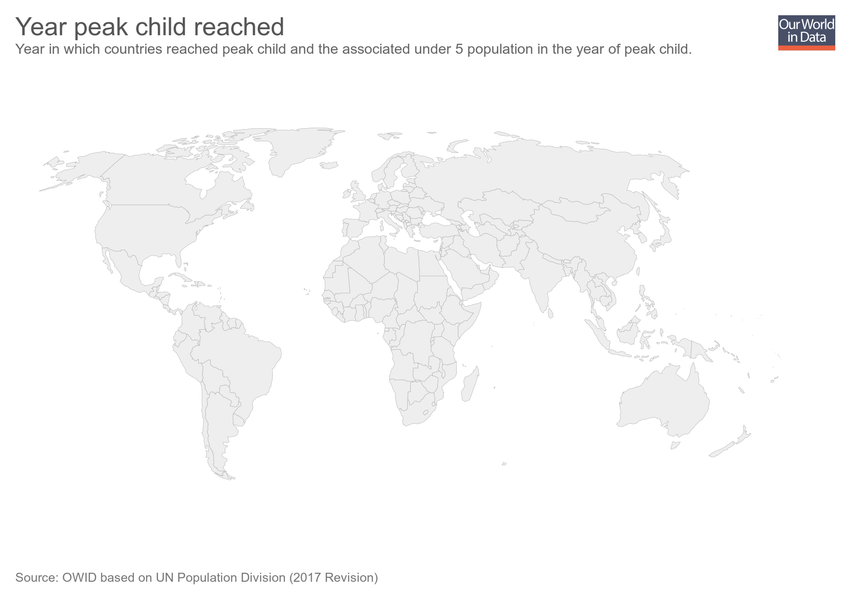 Year peak child reached
Year in which countries reached peak child and the associated under 5 population in the year of peak child.
Our World
in Data
Source: OWID based on UN Population Division (2017 Revision)